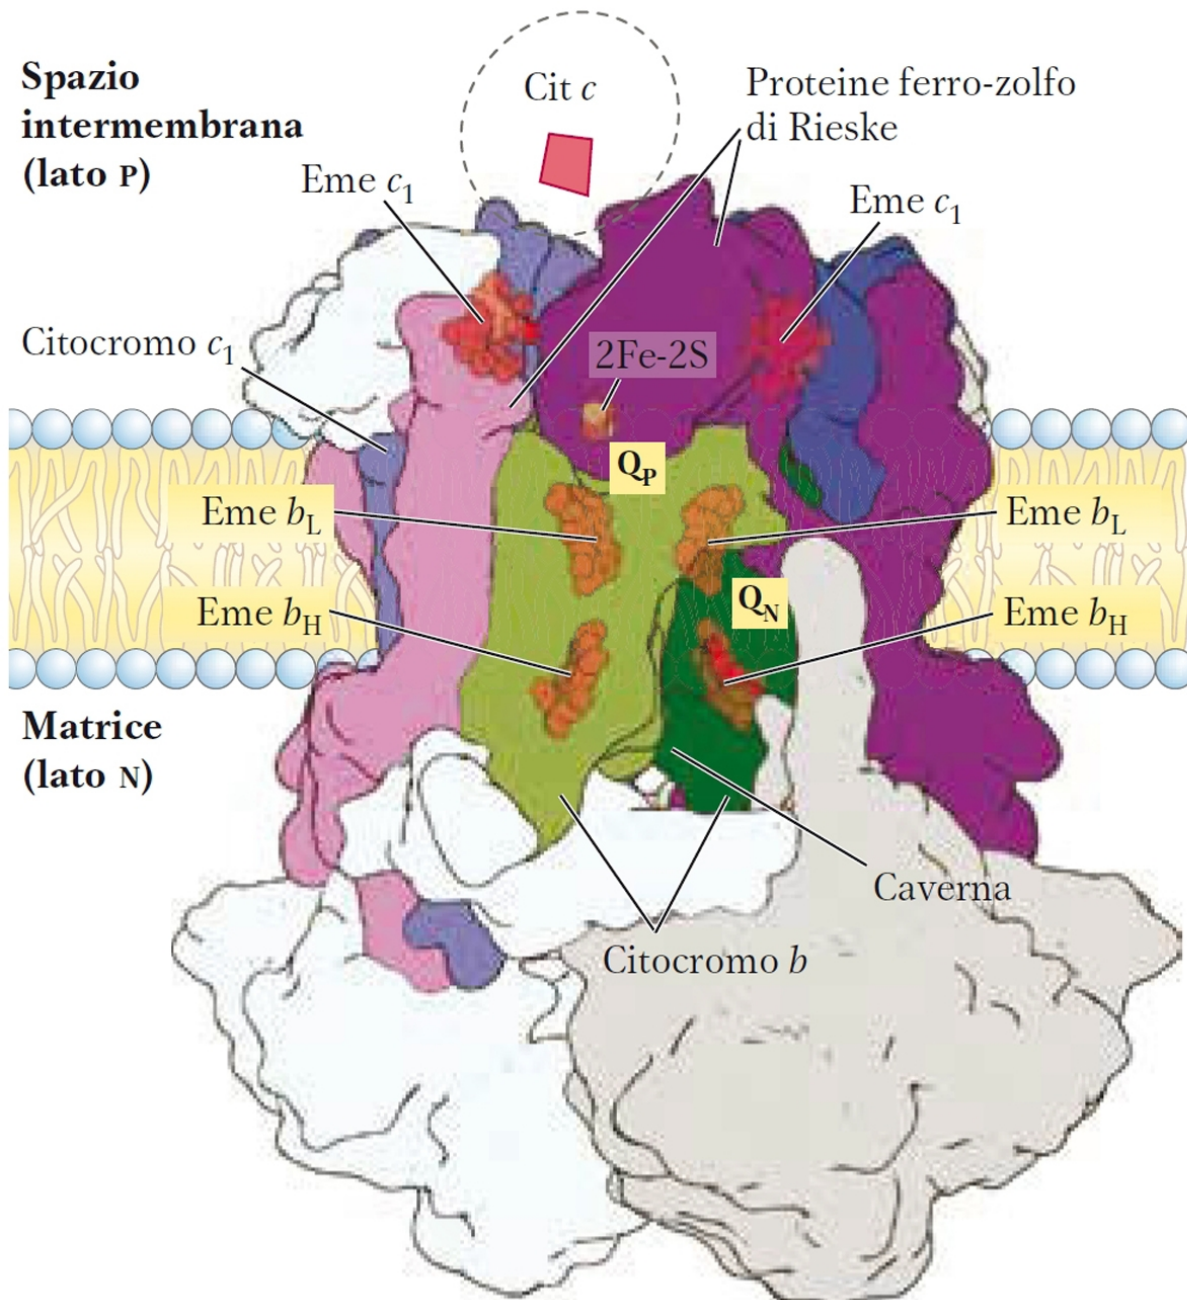 Spazio
intermembrana
(lato P)
Cit c
Proteine ferro-zolfo
di Rieske
Eme c1
Eme c1
Citocromo c1
2Fe-2S
QP
Eme bL
Eme bL
QN
Eme bH
Eme bH
Matrice
(lato N)
Caverna
Citocromo b